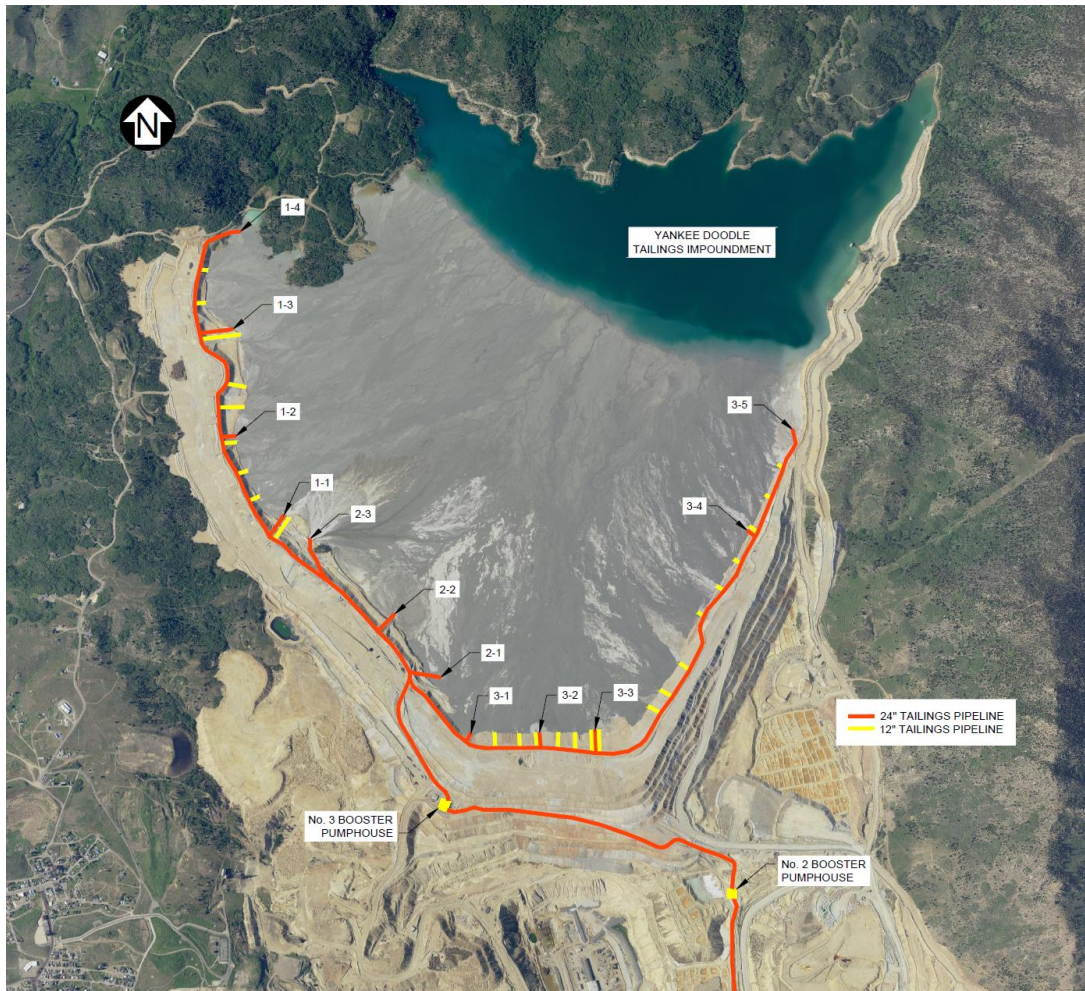 N
1-4
YANKEE DOODLE
TAILINGS IMPOUNDMENT
1-3
1-2
3-5
1-1
2-3
3-4
2-2
2-1
3-1
3-2
3-3
24" TAILINGS PIPELINE
12" TAILINGS PIPELINE
No. 3 BOOSTER
PUMPHOUSE
No. 2 BOOSTER
PUMPHOUSE